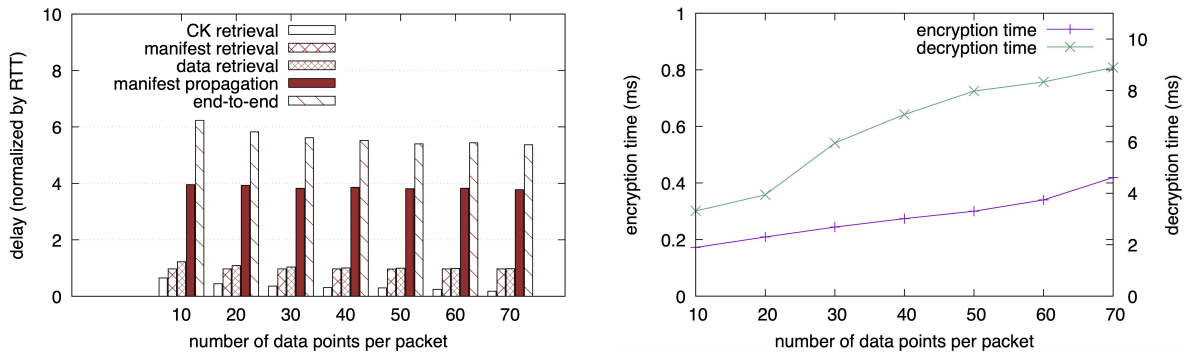 CK retrieval
manifest retrieval
data retrieval
manifest propagation
end-to-end
delay (normalized by RTT)
10
8
6
4
2
0
10 20 30 40 50 60 70
number of data points per packet
encryption time
decryption time
encryption time (ms)
1
0.8
0.6
0.4
0.2
0
decryption time (ms)
10
8
6
4
2
0
10 20 30 40 50 60 70
number of data points per packet